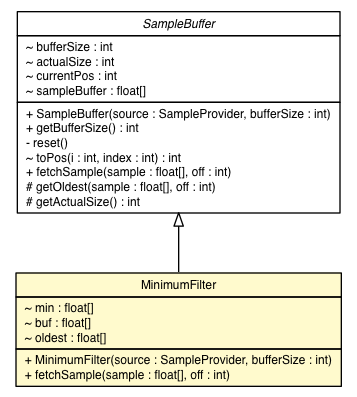 SampleBuffer
~ bufferSize : int
~ actualSize : int
~ currentPos : int
~ sampleBuffer : float[]
+ SampleBuffer(source : SampleProvider, bufferSize : int)
+ getBufferSize() : int
- reset()
~ toPos(i : int, index : int) : int
+ fetchSample(sample : float[], off : int)
# getOldest(sample : float[], off : int)
# getActualSize() : int
MinimumFilter
~ min : float[]
~ buf : float[]
~ oldest : float[]
+ MinimumFilter(source : SampleProvider, bufferSize : int)
+ fetchSample(sample : float[], off : int)